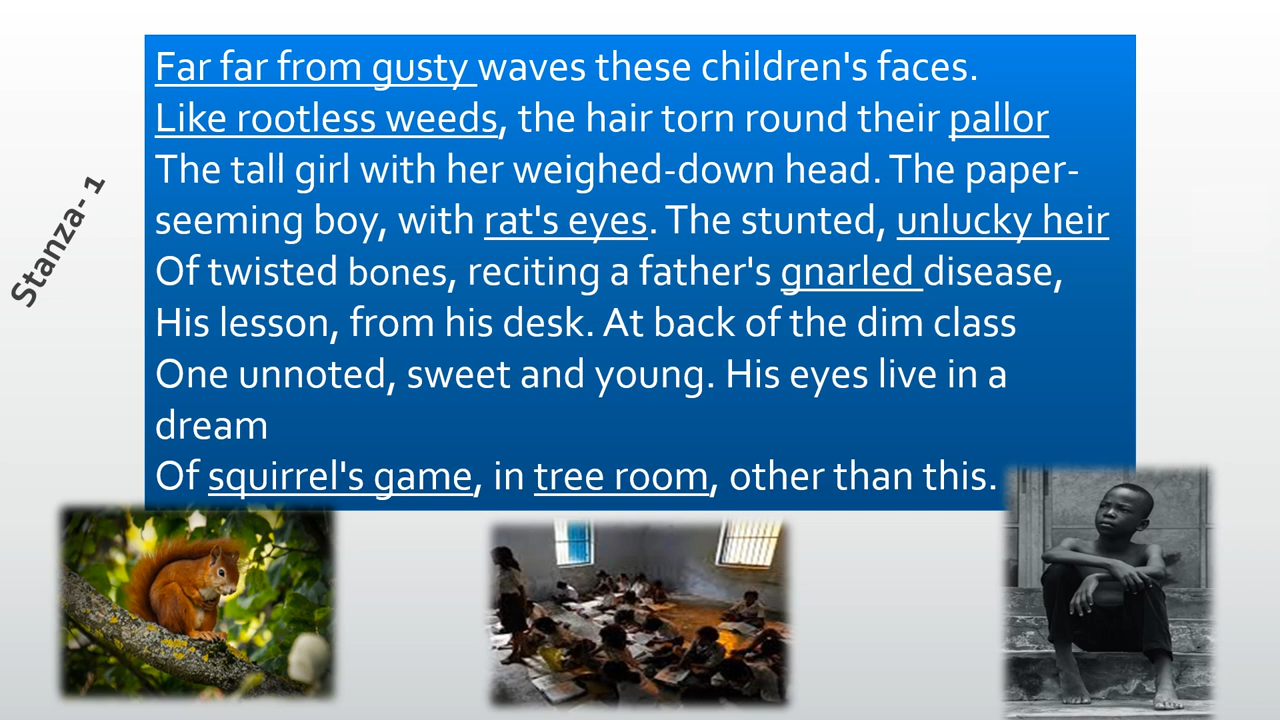 Stanza- 1
Far far from gusty waves these children's faces.
Like rootless weeds, the hair torn round their pallor
The tall girl with her weighed-down head. The paper-
seeming boy, with rat's eyes. The stunted, unlucky heir
Of twisted bones, reciting a father's gnarled disease,
His lesson, from his desk. At back of the dim class
One unnoted, sweet and young. His eyes live in a
dream
Of squirrel's game, in tree room, other than this.